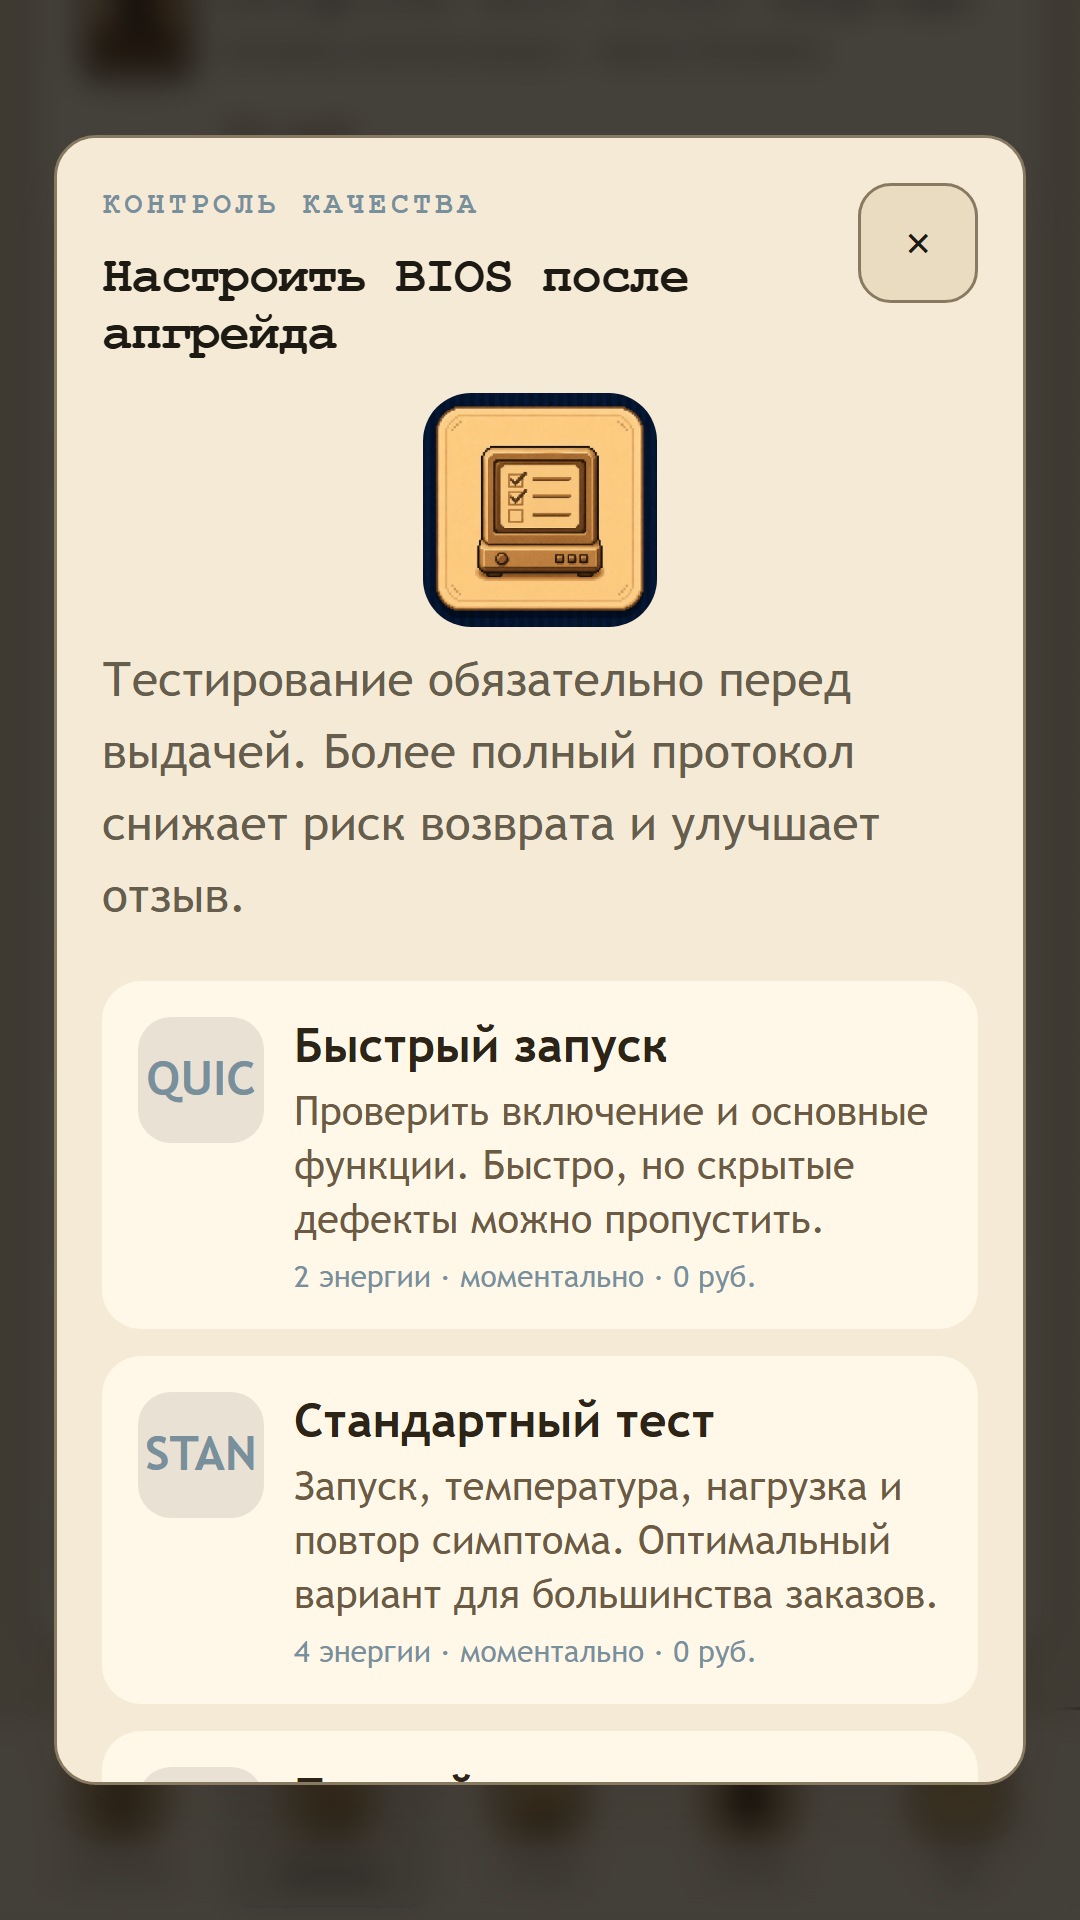 КОНТРОЛЬ КАЧЕСТВА
×
Настроить BIOS после
апгрейда
Тестирование обязательно перед
выдачей. Более полный протокол
снижает риск возврата и улучшает
отзыв.
QUIC
Быстрый запуск
Проверить включение и основные
функции. Быстро, но скрытые
дефекты можно пропустить.
2 энергии · моментально · 0 руб.
STAN
Стандартный тест
Запуск, температура, нагрузка и
повтор симптома. Оптимальный
вариант для большинства заказов.
4 энергии · моментально · 0 руб.